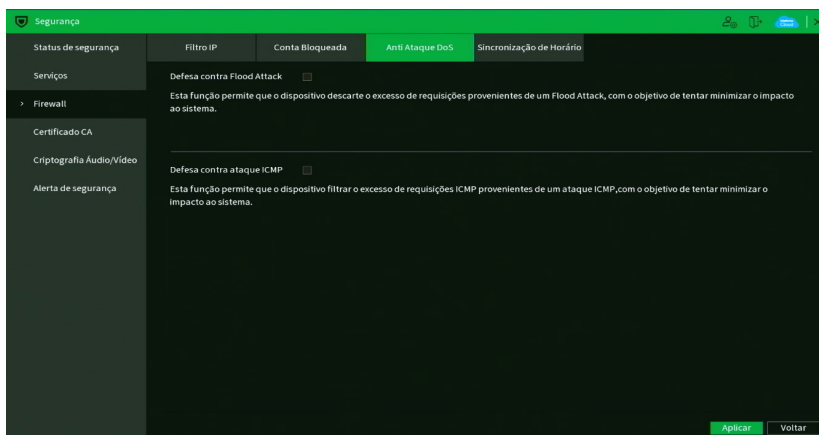 Segurança
Status de segurança
Serviços
Firewall
Certificado CA
Criptografia Áudio/Vídeo
Alerta de segurança
Filtro IP
Conta Bloqueada
Anti Ataque DoS
Sincronização de Horário
Defesa contra Flood Attack
Esta função permite que o dispositivo descarte o excesso de requisições provenientes de um Flood Attack, com o objetivo de tentar minimizar o impacto
ao sistema.
Defesa contra ataque ICMP
Esta função permite que o dispositivo filtrar o excesso de requisições ICMP provenientes de um ataque ICMP,com o objetivo de tentar minimizar o
impacto ao sistema.
Aplicar
Voltar